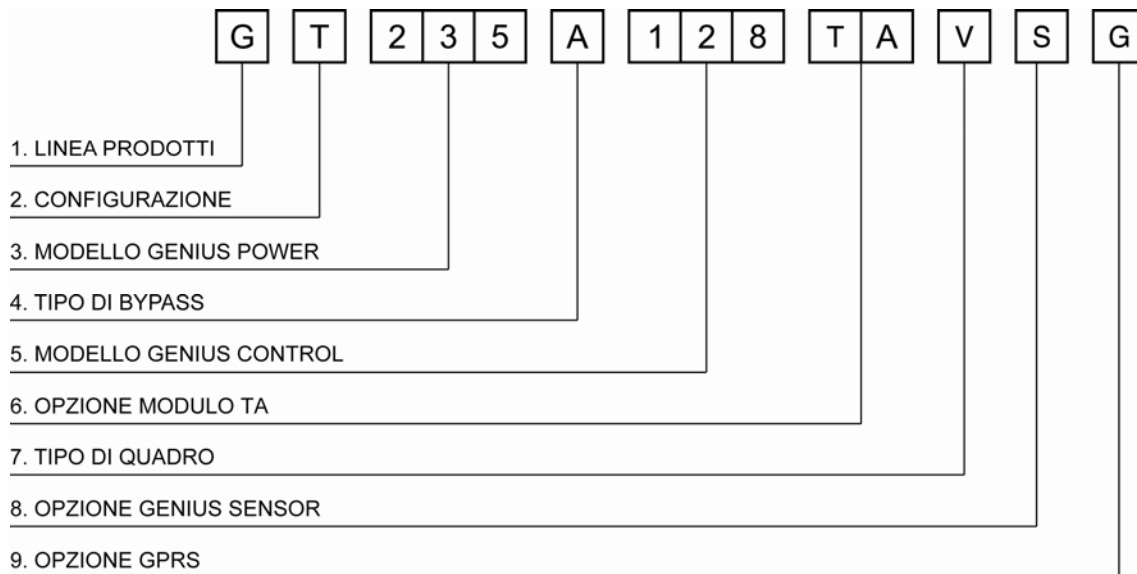 G T 2 3 5 A 1 2 8 T A V S G
1. LINEA PRODOTTI
2. CONFIGURAZIONE
3. MODELLO GENIUS POWER
4. TIPO DI BYPASS
5. MODELLO GENIUS CONTROL
6. OPZIONE MODULO TA
7. TIPO DI QUADRO
8. OPZIONE GENIUS SENSOR
9. OPZIONE GPRS